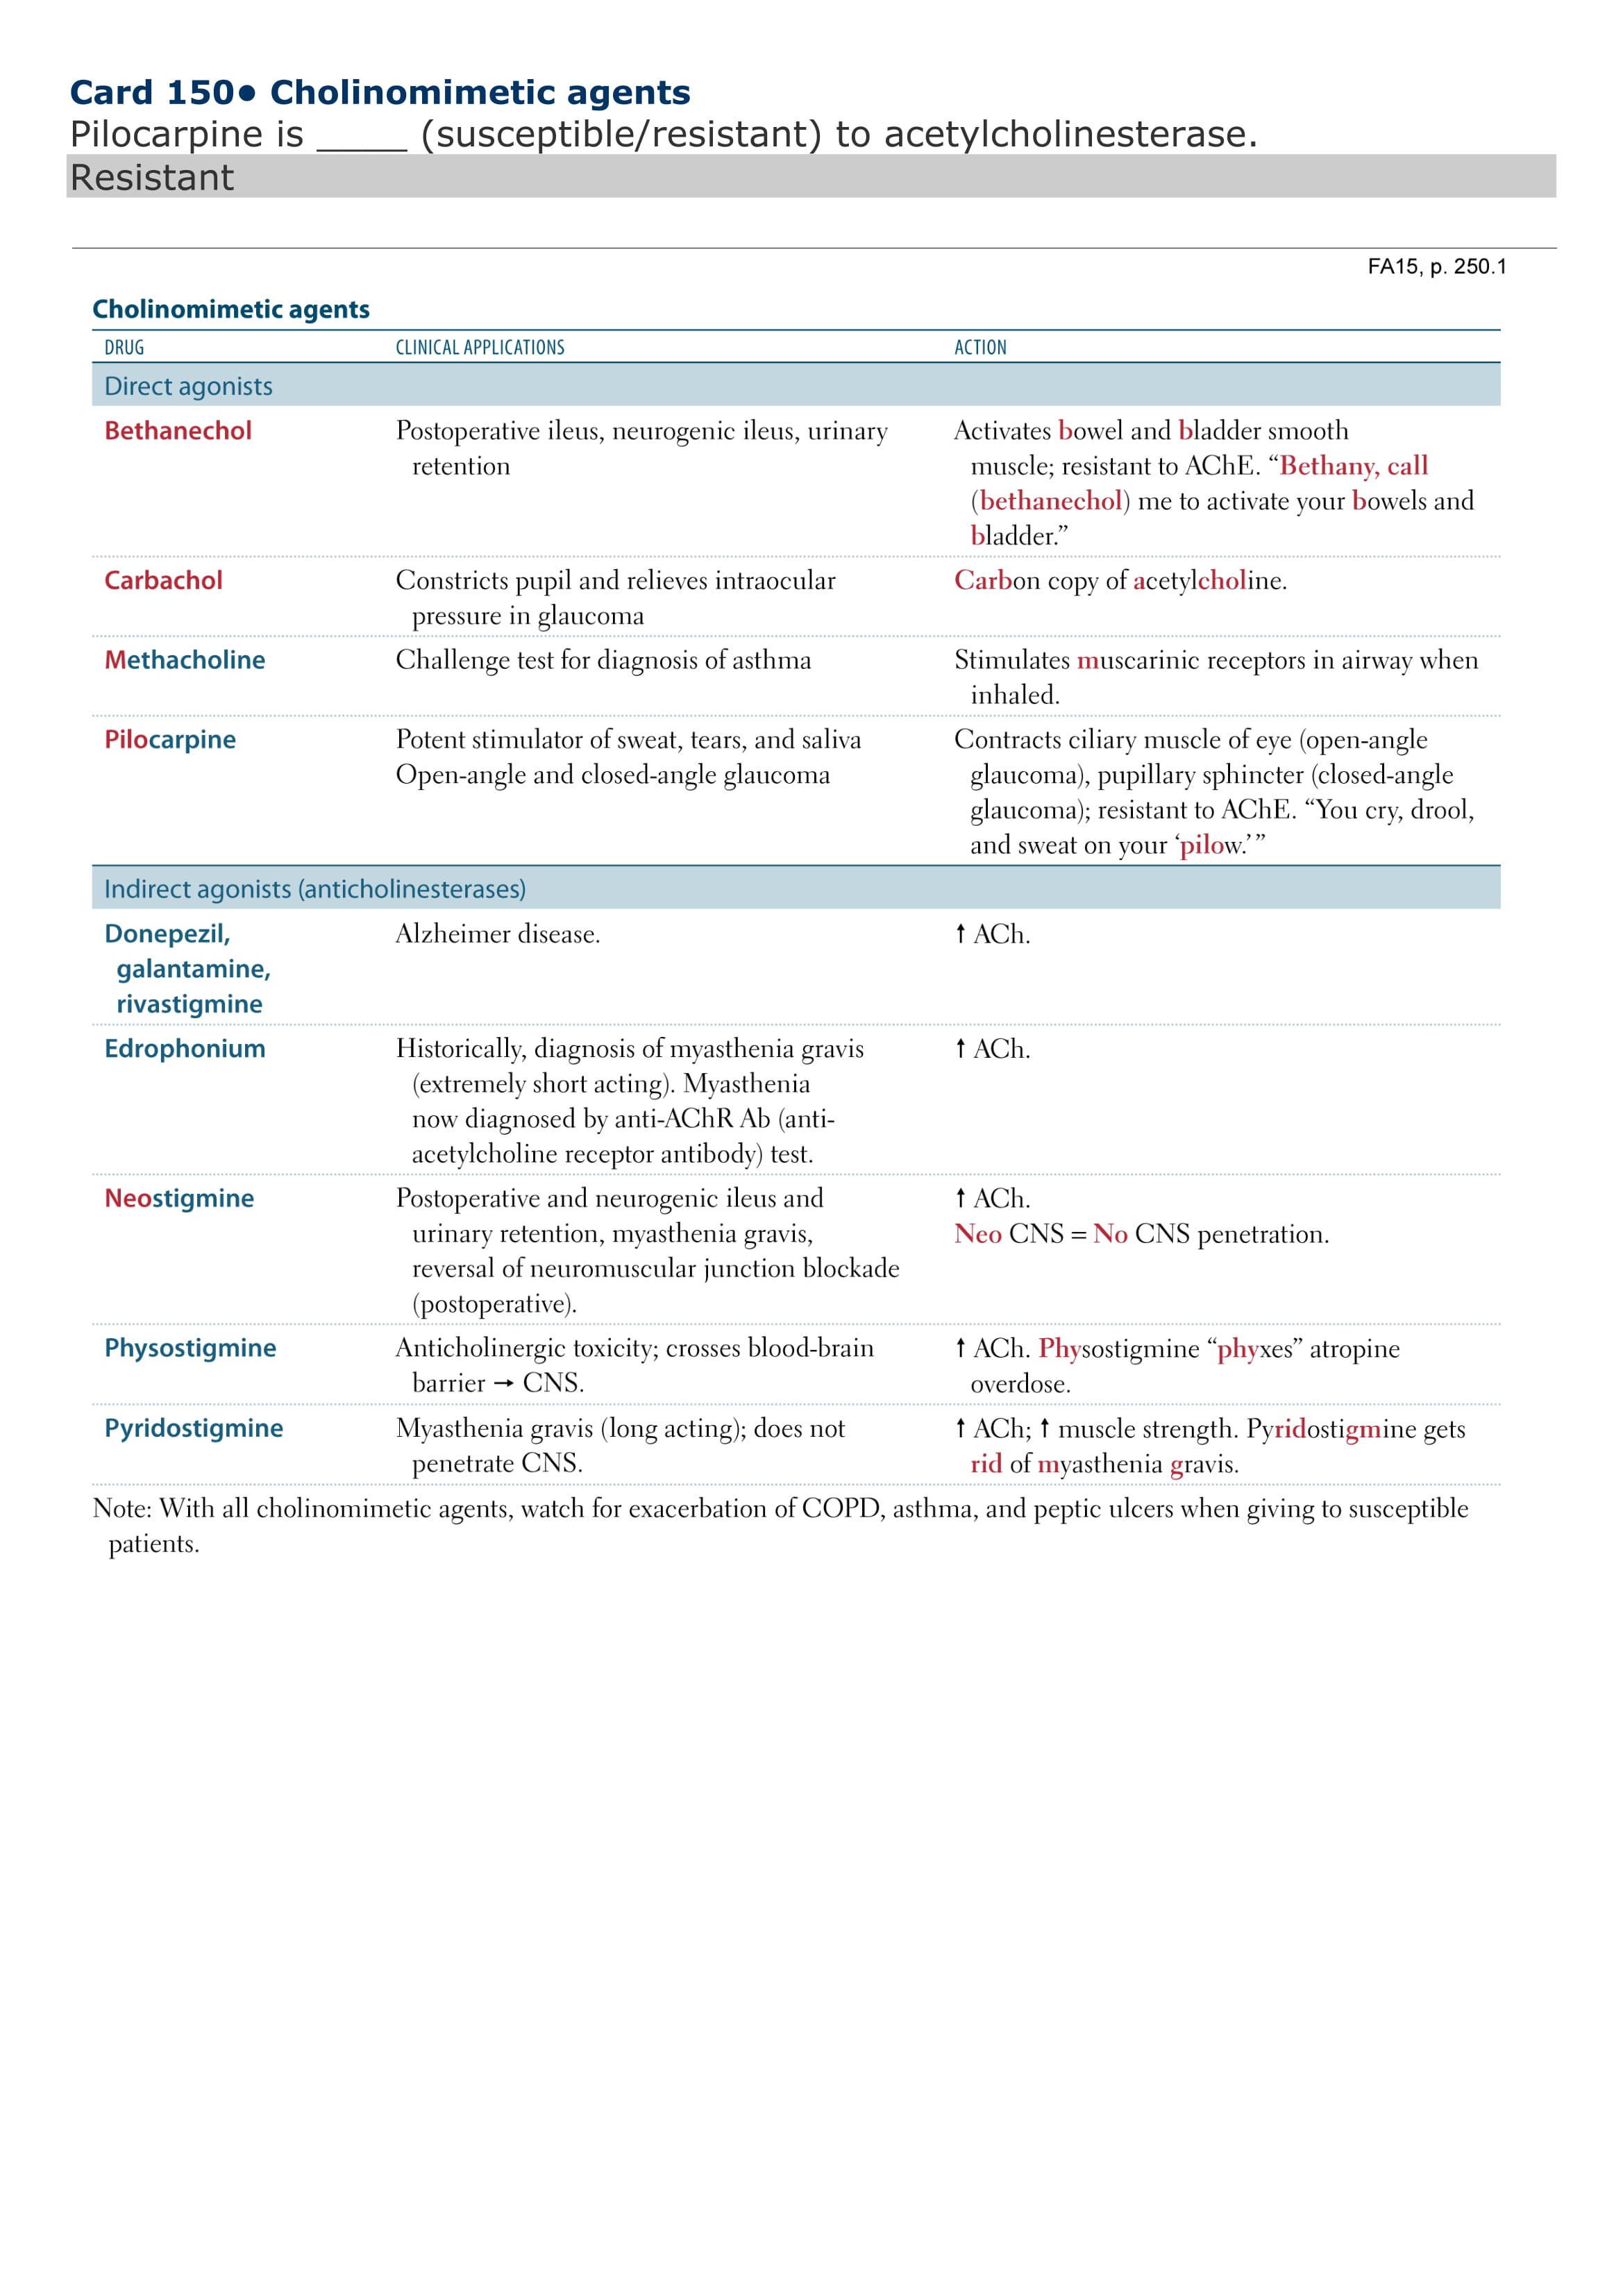 Card 150• Cholinomimetic agents
Pilocarpine is _____ (susceptible/resistant) to acetylcholinesterase.
Resistant
FA15, p. 250.1
Cholinomimetic agents
DRUG CLINICAL APPLICATIONS ACTION
Direct agonists
Bethanechol Postoperative ileus, neurogenic ileus, urinary Activates bowel and bladder smooth
retention muscle; resistant to AChE. “Bethany, call
(bethanechol) me to activate your bowels and
bladder.”
Carbachol Constricts pupil and relieves intraocular Carbon copy of acetylcholine.
pressure in glaucoma
Methacholine Challenge test for diagnosis of asthma Stimulates muscarinic receptors in airway when
inhaled.
Pilocarpine Potent stimulator of sweat, tears, and saliva Contracts ciliary muscle of eye (open-angle
Open-angle and closed-angle glaucoma glaucoma), pupillary sphincter (closed-angle
glaucoma); resistant to AChE. “You cry, drool,
and sweat on your ‘pilow.’”
Indirect agonists (anticholinesterases)
Donepezil, Alzheimer disease. ↑ ACh.
galantamine,
rivastigmine
Edrophonium Historically, diagnosis of myasthenia gravis ↑ ACh.
(extremely short acting). Myasthenia
now diagnosed by anti-AChR Ab (anti-
acetylcholine receptor antibody) test.
Neostigmine Postoperative and neurogenic ileus and ↑ ACh.
urinary retention, myasthenia gravis, Neo CNS = No CNS penetration.
reversal of neuromuscular junction blockade
(postoperative).
Physostigmine Anticholinergic toxicity; crosses blood-brain ↑ ACh. Physostigmine “phyxes” atropine
barrier → CNS. overdose.
Pyridostigmine Myasthenia gravis (long acting); does not ↑ ACh; ↑ muscle strength. Pyridostigmine gets
penetrate CNS. rid of myasthenia gravis.
Note: With all cholinomimetic agents, watch for exacerbation of COPD, asthma, and peptic ulcers when giving to susceptible
patients.